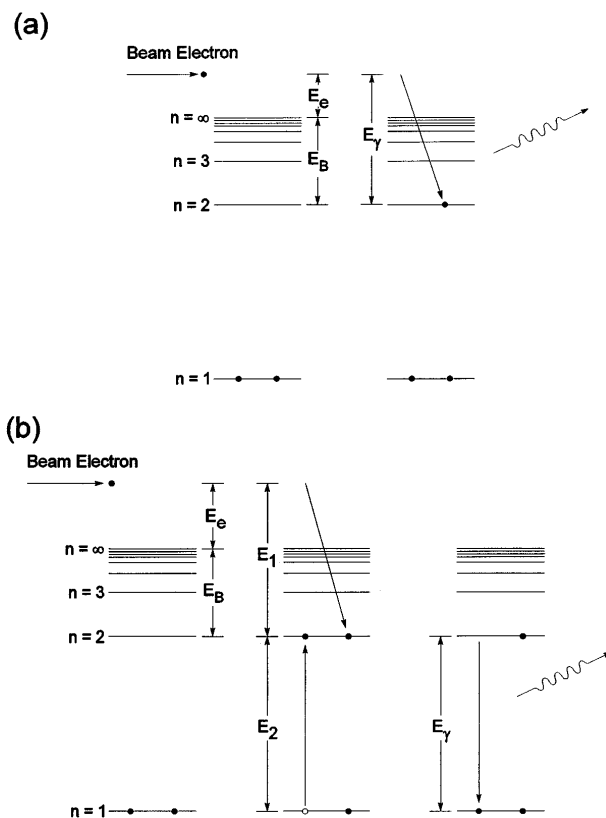 (a)
Beam Electron
E_e
n = ∞
E_γ
n = 3
E_B
n = 2
n = 1
(b)
Beam Electron
E_e
n = ∞
E_1
n = 3
E_B
n = 2
E_2
E_γ
n = 1